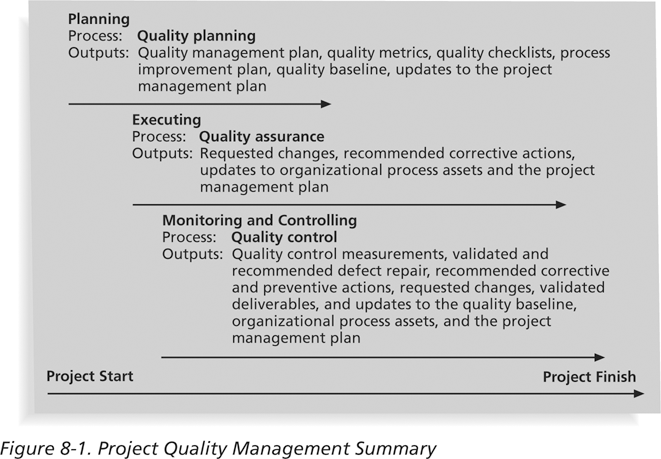 Planning
Process: Quality planning
Outputs: Quality management plan, quality metrics, quality checklists, process
improvement plan, quality baseline, updates to the project
management plan
Executing
Process: Quality assurance
Outputs: Requested changes, recommended corrective actions,
updates to organizational process assets and the project
management plan
Monitoring and Controlling
Process: Quality control
Outputs: Quality control measurements, validated and
recommended defect repair, recommended corrective
and preventive actions, requested changes, validated
deliverables, and updates to the quality baseline,
organizational process assets, and the project
management plan
Project Start Project Finish
Figure 8-1. Project Quality Management Summary